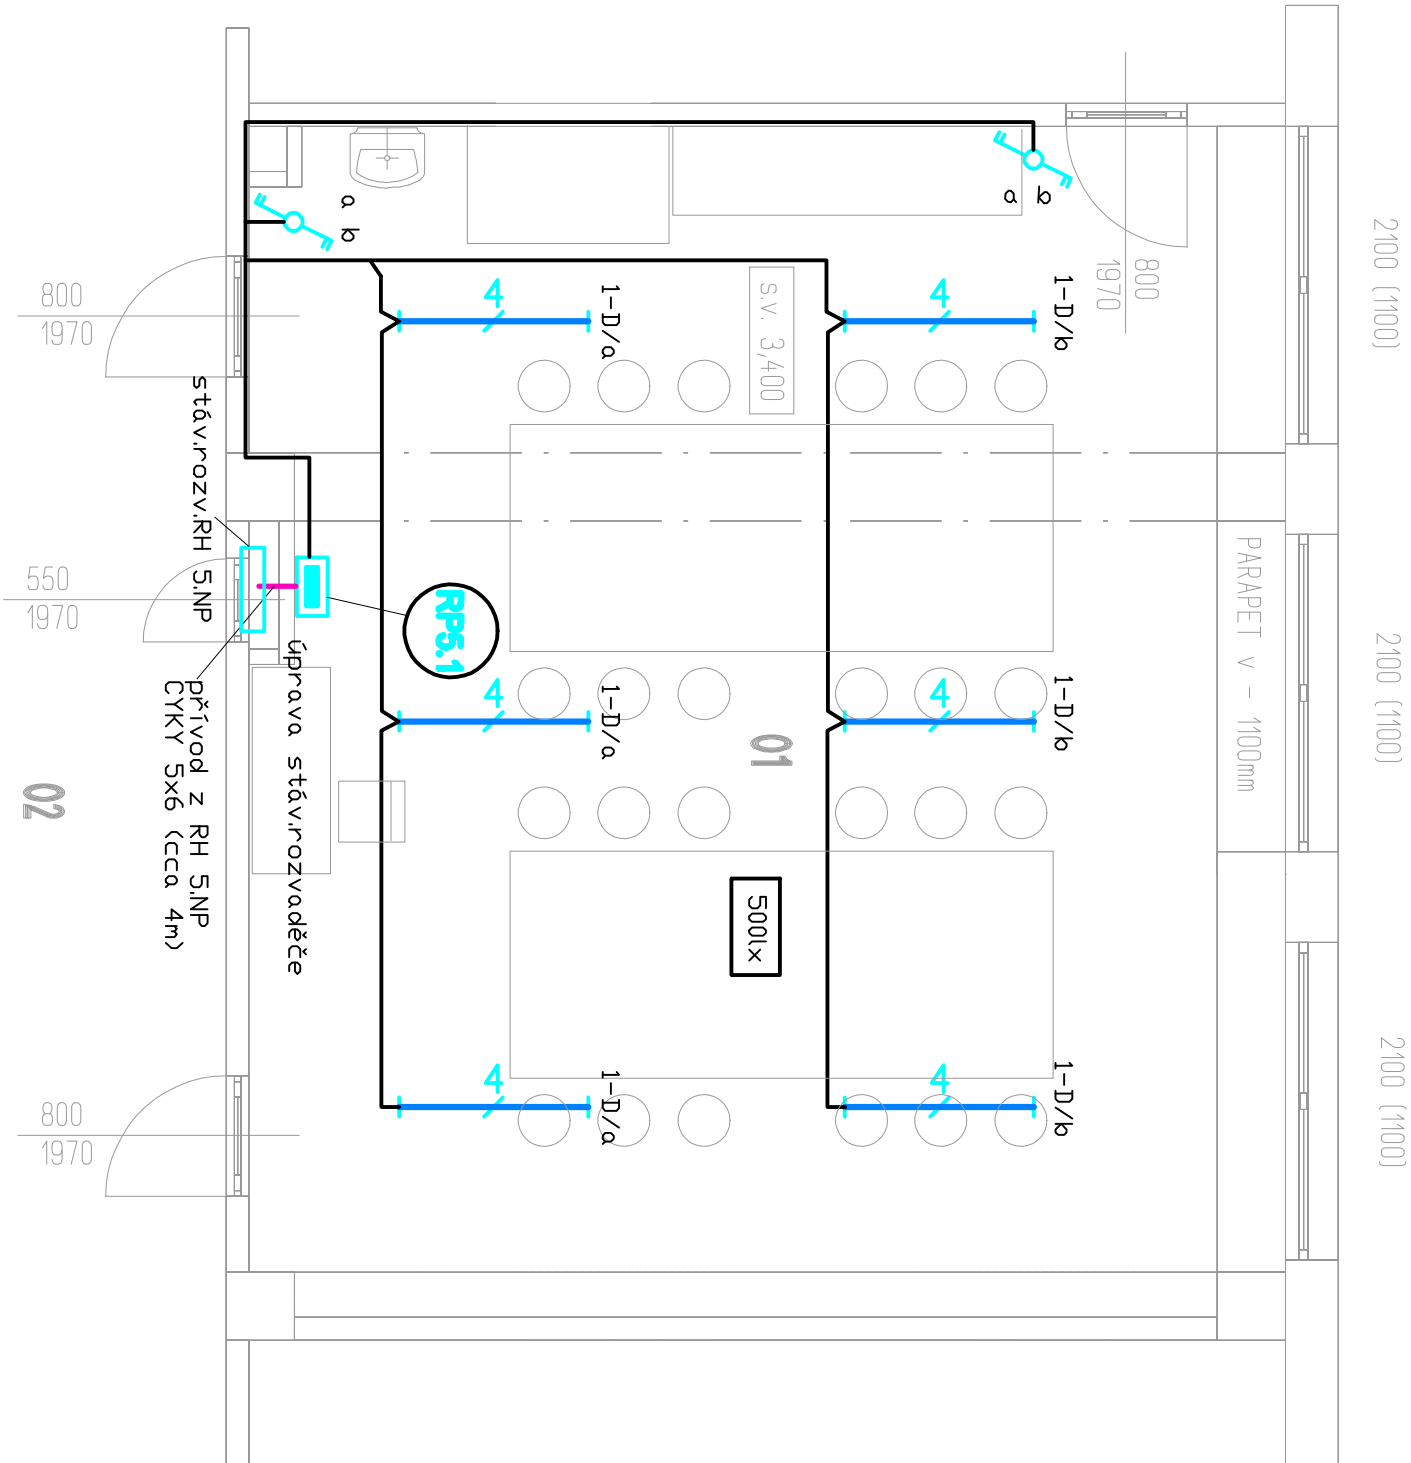 2100 (1100)
2100 (1100)
2100 (1100)
800
1970
a b
1-D/b
1-D/b
1-D/b
4
4
4
PARAPET v - 1100mm
s.v. 3,400
01
500lx
1-D/a
1-D/a
1-D/a
4
4
4
RP5.1
a b
úprava stáv.rozvaděče
stáv.rozv.RH 5.NP
přívod z RH 5.NP
CYKY 5x6 (cca 4m)
800
1970
550
1970
800
1970
02